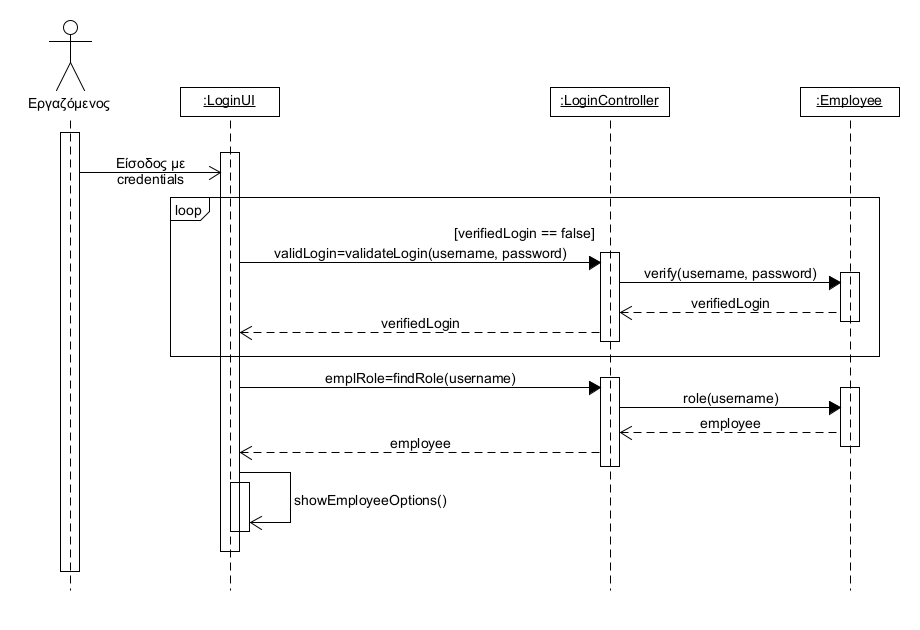 Εργαζόμενος
:LoginUI
:LoginController
:Employee
Είσοδος με
credentials
loop
[verifiedLogin == false]
validLogin=validateLogin(username, password)
verify(username, password)
verifiedLogin
verifiedLogin
emplRole=findRole(username)
role(username)
employee
employee
showEmployeeOptions()